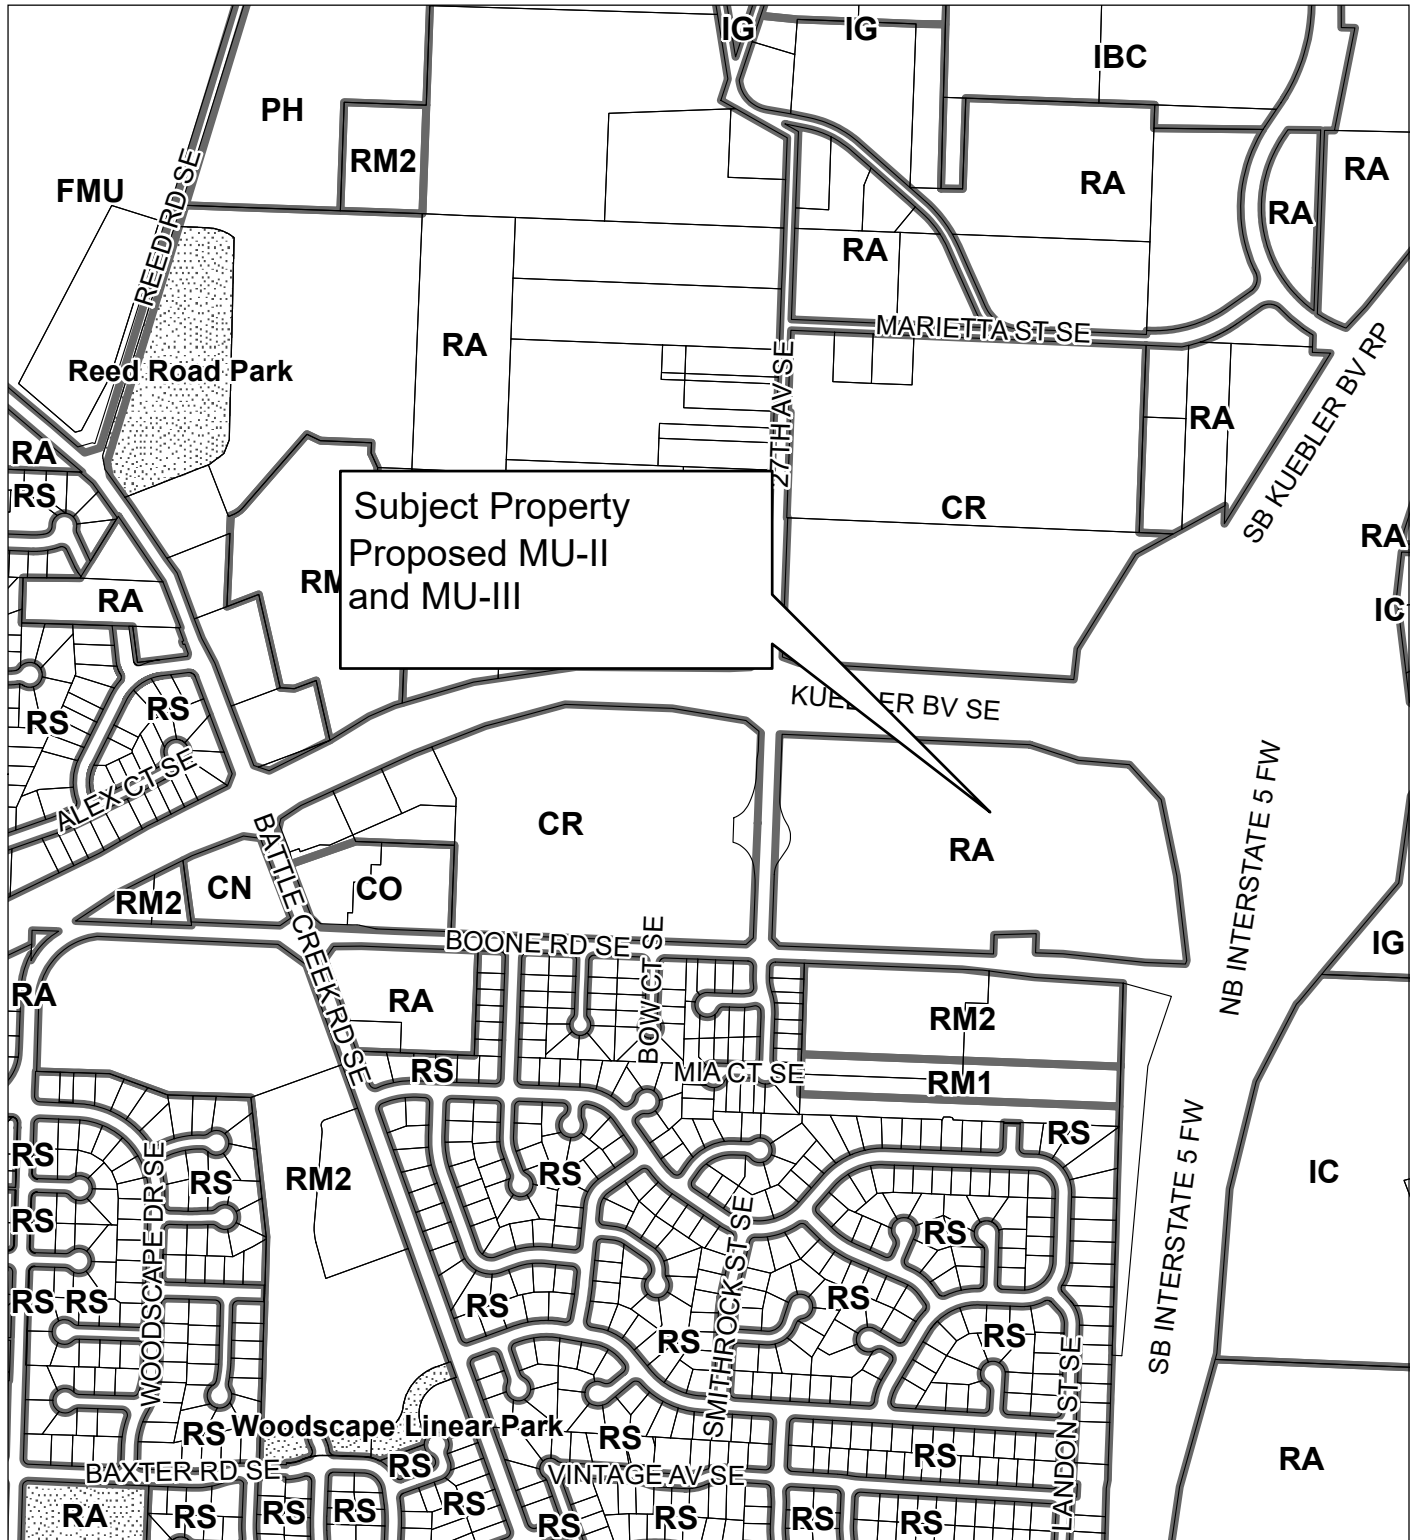 IG
IG
IBC
PH
RM2
RA
RA
FMU
REED RD SE
RA
RA
MARIETTA ST SE
RA
Reed Road Park
27TH AV SE
SB KUEBLER BV RP
RA
RA
RS
CR
Subject Property
Proposed MU-II
and MU-III
RA
IC
RM
RA
RS
RS
KUEBLER BV SE
ALEX CT SE
NB INTERSTATE 5 FW
CR
RA
BATTLE CREEK RD SE
RM2
CN
CO
BOONE RD SE
BOW CT SE
IG
RA
RA
RM2
RS
MIA CT SE
RM1
RS
RS
WOODSCAPE DR SE
RS
RM2
RS
IC
SB INTERSTATE 5 FW
RS
SMITHROCK ST SE
RS
RS
RS
RS
RS
RS
RS
LANDON ST SE
RS
Woodscape Linear Park
RS
RS
RA
BAXTER RD SE
RS
VINTAGE AV SE
RA
RS
RS
RS
RS
RS
RS
RS
RS